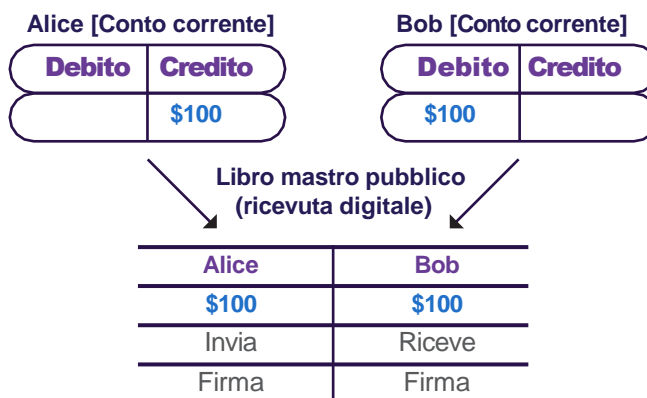 Alice [Conto corrente]
Bob [Conto corrente]
Debito Credito
Debito Credito
$100
$100
Libro mastro pubblico
(ricevuta digitale)
Alice Bob
$100 $100
Invia Riceve
Firma Firma